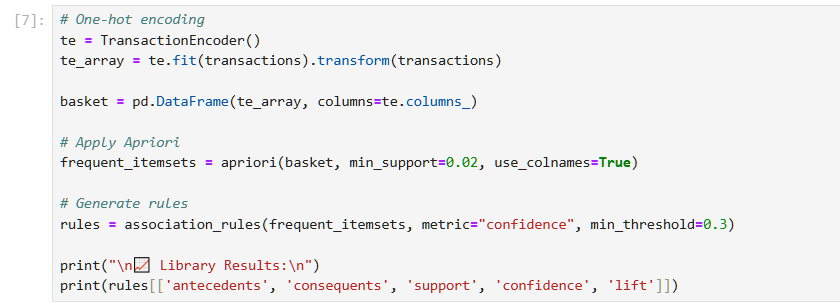 [7]:
# One-hot encoding
te = TransactionEncoder()
te_array = te.fit(transactions).transform(transactions)
basket = pd.DataFrame(te_array, columns=te.columns_)
# Apply Apriori
frequent_itemsets = apriori(basket, min_support=0.02, use_colnames=True)
# Generate rules
rules = association_rules(frequent_itemsets, metric="confidence", min_threshold=0.3)
print("\n📈 Library Results:\n")
print(rules[['antecedents', 'consequents', 'support', 'confidence', 'lift']])